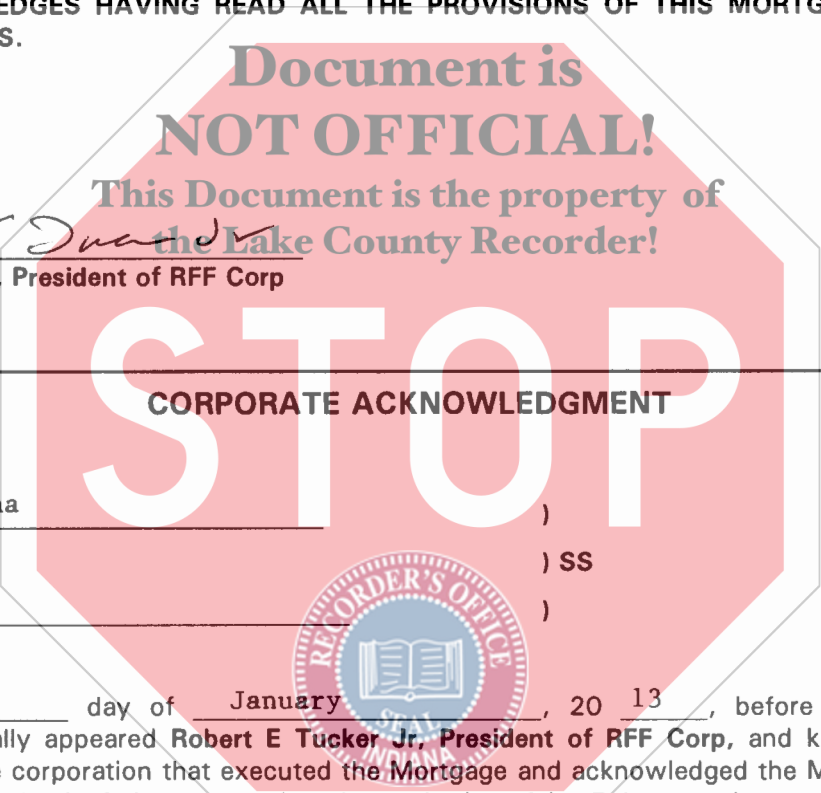 EDGES HAVING READ ALL THE PROVISIONS OF THIS MORTG
S.
Document is
NOT OFFICIAL!
This Document is the property of
the Lake County Recorder!
Jr
, President of RFF Corp
STOP
CORPORATE ACKNOWLEDGMENT
na )
) SS
)
RECORDER'S OFFICE
SEAL
INDIANA
day of January, 20 13, before
ally appeared Robert E Tucker Jr, President of RFF Corp, and k
e corporation that executed the Mortgage and acknowledged the M